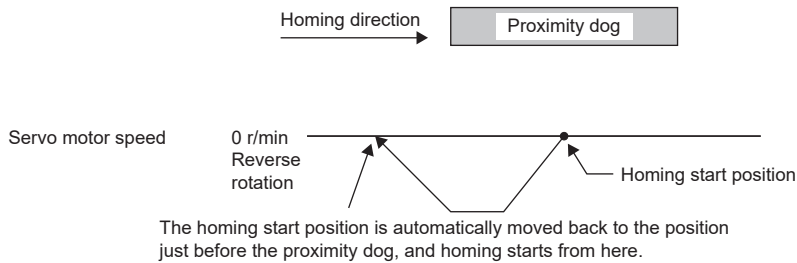 Homing direction
Proximity dog
Servo motor speed
0 r/min
Reverse
rotation
Homing start position
The homing start position is automatically moved back to the position
just before the proximity dog, and homing starts from here.